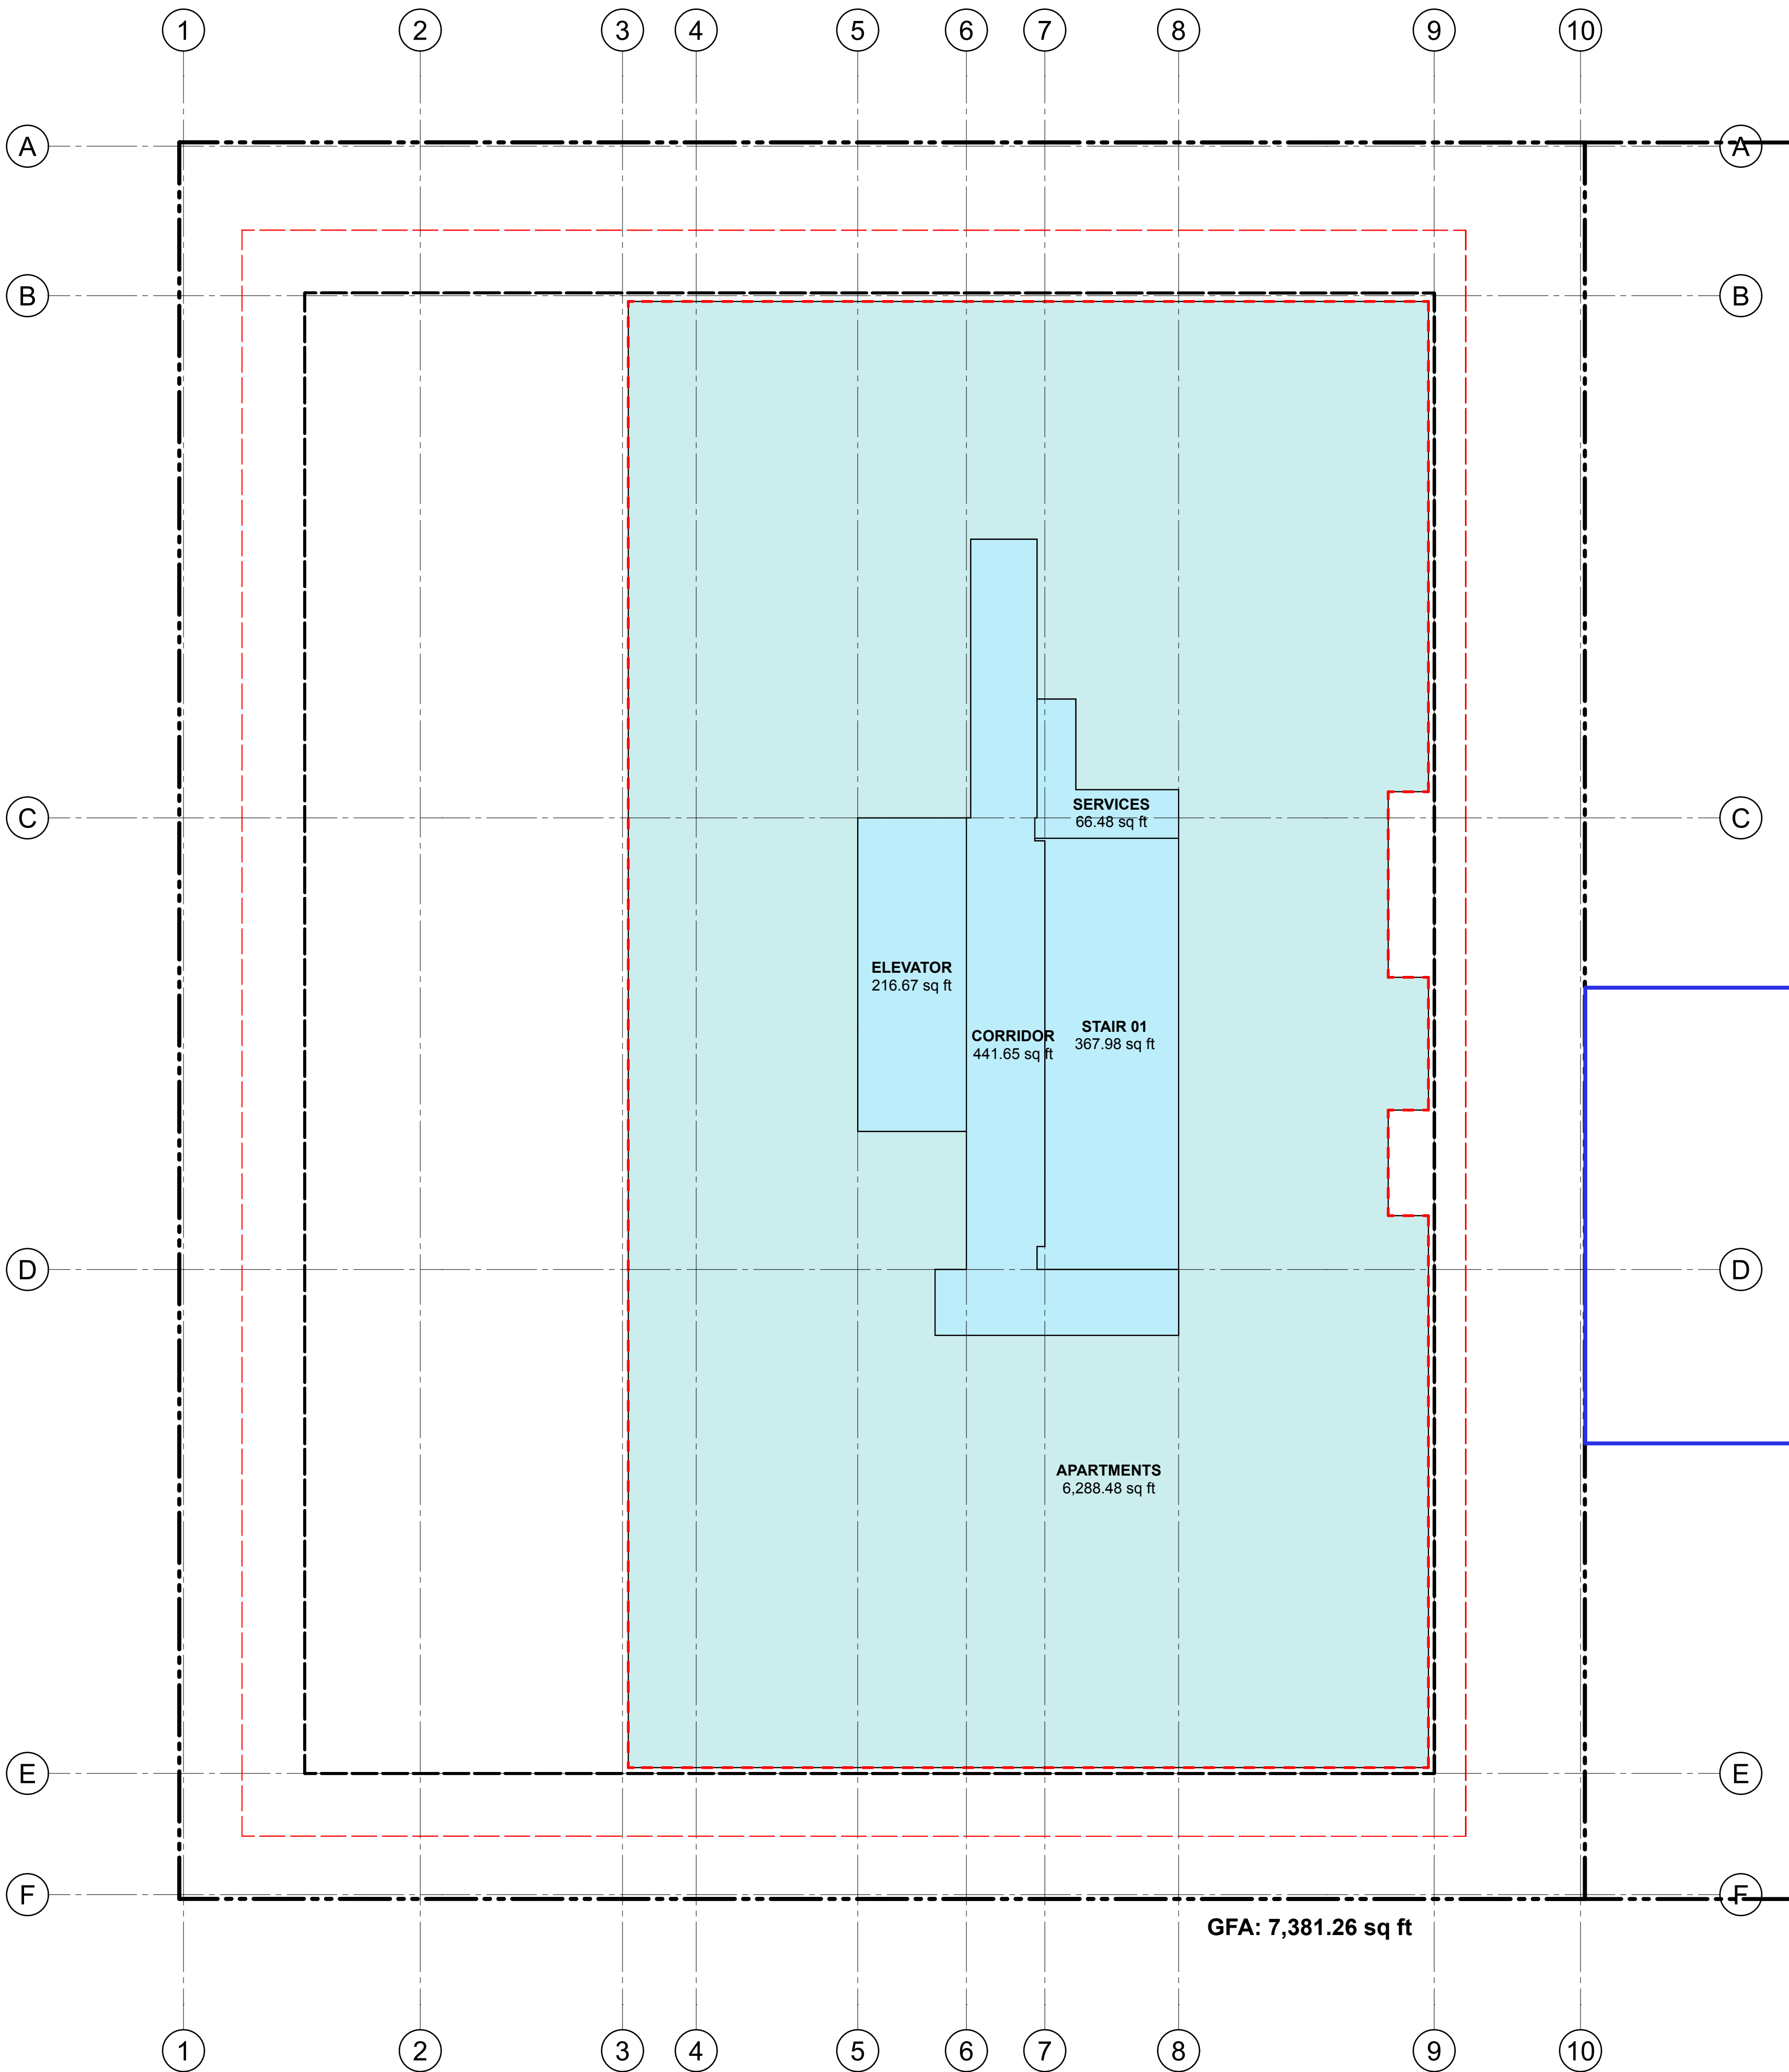 1 2 3 4 5 6 7 8 9 10
A A
B B
C C
SERVICES
66.48 sq ft
ELEVATOR
216.67 sq ft
CORRIDOR
441.65 sq ft
STAIR 01
367.98 sq ft
D D
APARTMENTS
6,288.48 sq ft
E E
F F
GFA: 7,381.26 sq ft
1 2 3 4 5 6 7 8 9 10